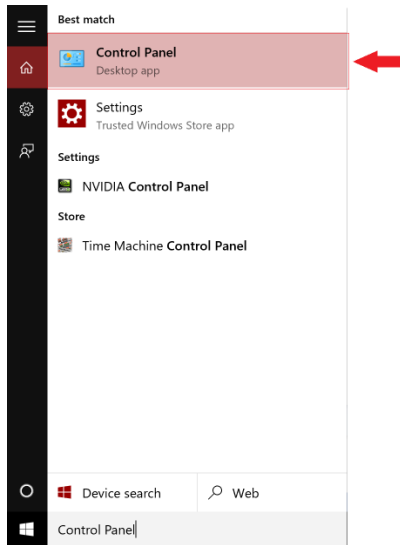 Best match
Control Panel
Desktop app
Settings
Trusted Windows Store app
Settings
NVIDIA Control Panel
Store
Time Machine Control Panel
Device search
Web
Control Panel